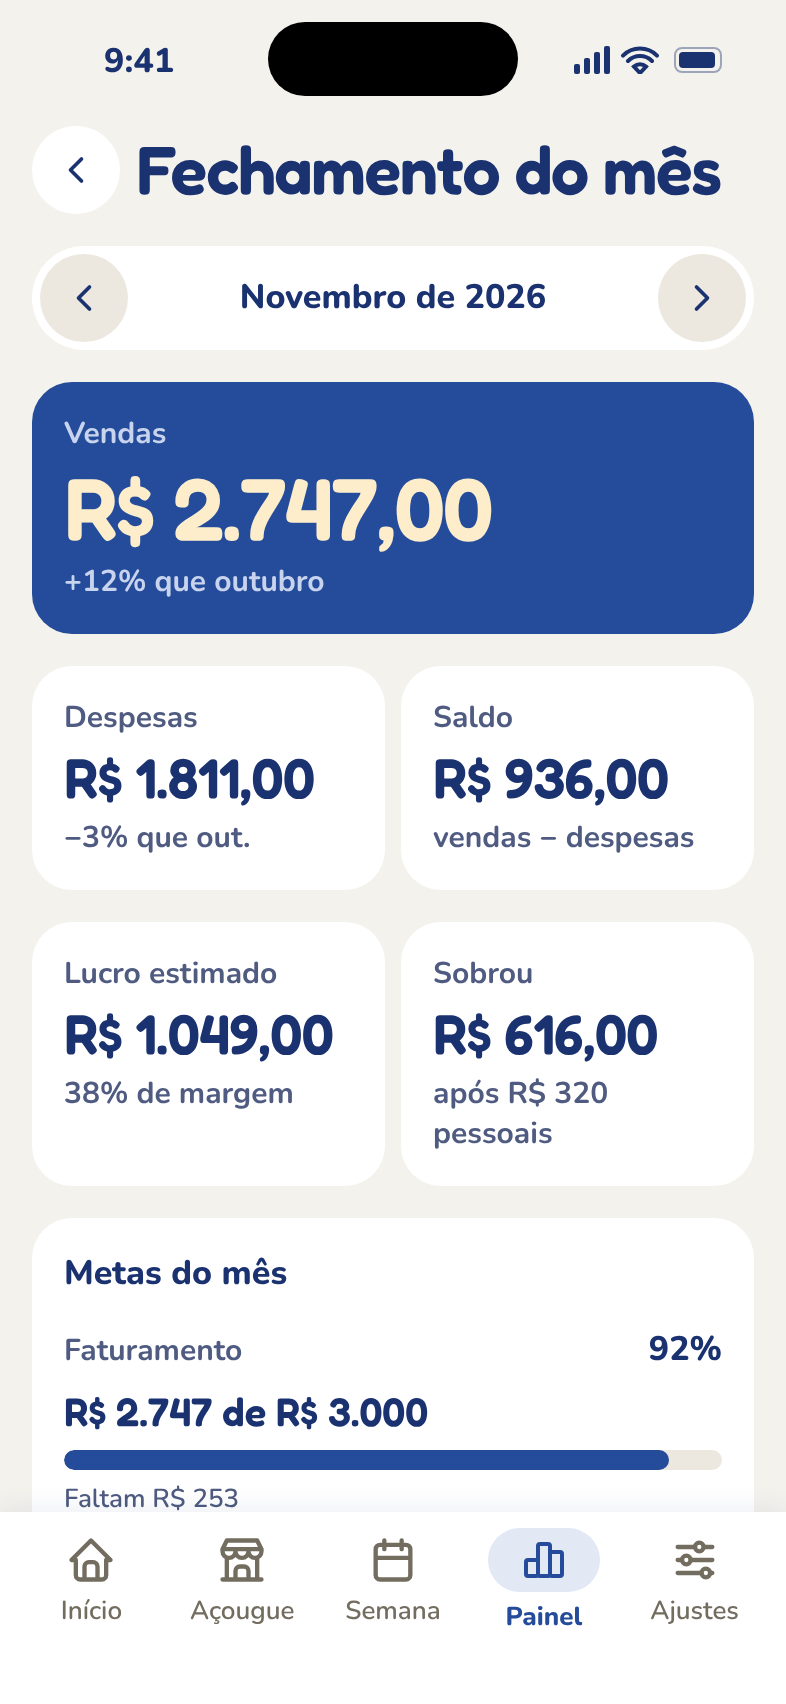 9:41
Fechamento do mês
Novembro de 2026
Vendas
R$ 2.747,00
+12% que outubro
Despesas
R$ 1.811,00
−3% que out.
Saldo
R$ 936,00
vendas − despesas
Lucro estimado
R$ 1.049,00
38% de margem
Sobrou
R$ 616,00
após R$ 320
pessoais
Metas do mês
Faturamento
92%
R$ 2.747 de R$ 3.000
Faltam R$ 253
Início
Açougue
Semana
Painel
Ajustes